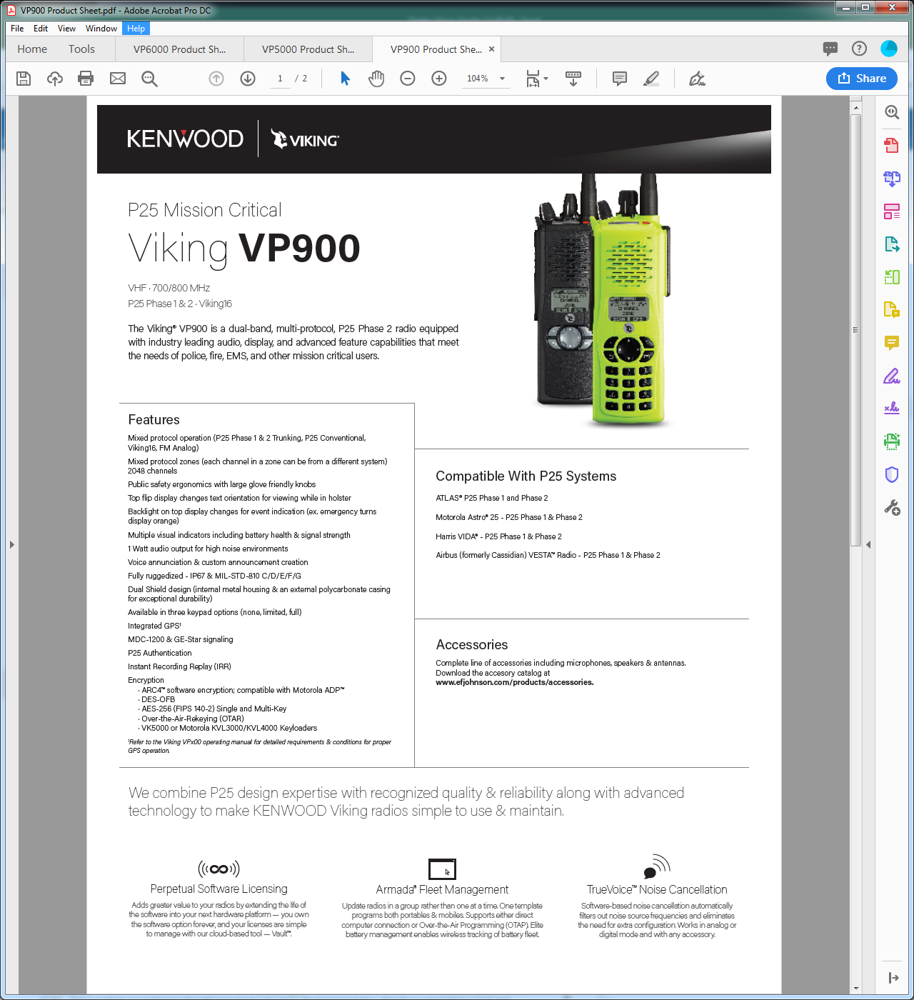 VP900 Product Sheet.pdf - Adobe Acrobat Pro DC
File Edit View Window Help
Home Tools VP6000 Product Sh... VP5000 Product Sh... VP900 Product She... ×
1 / 2 104% Share
KENWOOD VIKING®
P25 Mission Critical
Viking VP900
VHF · 700/800 MHz
P25 Phase 1 & 2 · Viking16
The Viking® VP900 is a dual-band, multi-protocol, P25 Phase 2 radio equipped
with industry leading audio, display, and advanced feature capabilities that meet
the needs of police, fire, EMS, and other mission critical users.
CHANNEL
ZONE
CHANNEL
ZONE
Features
Mixed protocol operation (P25 Phase 1 & 2 Trunking, P25 Conventional,
Viking16, FM Analog)
Mixed protocol zones (each channel in a zone can be from a different system)
2048 channels
Public safety ergonomics with large glove friendly knobs
Top flip display changes text orientation for viewing while in holster
Backlight on top display changes for event indication (ex. emergency turns
display orange)
Multiple visual indicators including battery health & signal strength
1 Watt audio output for high noise environments
Voice annunciation & custom announcement creation
Fully ruggedized - IP67 & MIL-STD-810 C/D/E/F/G
Dual Shield design (internal metal housing & an external polycarbonate casing
for exceptional durability)
Available in three keypad options (none, limited, full)
Integrated GPS¹
MDC-1200 & GE-Star signaling
P25 Authentication
Instant Recording Replay (IRR)
Encryption
· ARC4™ software encryption; compatible with Motorola ADP™
· DES-OFB
· AES-256 (FIPS 140-2) Single and Multi-Key
· Over-the-Air-Rekeying (OTAR)
· VK5000 or Motorola KVL3000/KVL4000 Keyloaders
¹Refer to the Viking VPx00 operating manual for detailed requirements & conditions for proper
GPS operation.
Compatible With P25 Systems
ATLAS® P25 Phase 1 and Phase 2
Motorola Astro® 25 - P25 Phase 1 & Phase 2
Harris VIDA® - P25 Phase 1 & Phase 2
Airbus (formerly Cassidian) VESTA™ Radio - P25 Phase 1 & Phase 2
Accessories
Complete line of accessories including microphones, speakers & antennas.
Download the accesory catalog at
www.efjohnson.com/products/accessories.
We combine P25 design expertise with recognized quality & reliability along with advanced
technology to make KENWOOD Viking radios simple to use & maintain.
Perpetual Software Licensing
Adds greater value to your radios by extending the life of
the software into your next hardware platform — you own
the software option forever, and your licenses are simple
to manage with our cloud-based tool — Vault™.
Armada® Fleet Management
Update radios in a group rather than one at a time. One template
programs both portables & mobiles. Supports either direct
computer connection or Over-the-Air Programming (OTAP). Elite
battery management enables wireless tracking of battery fleet.
TrueVoice™ Noise Cancellation
Software-based noise cancellation automatically
filters out noise source frequencies and eliminates
the need for extra configuration. Works in analog or
digital mode and with any accessory.